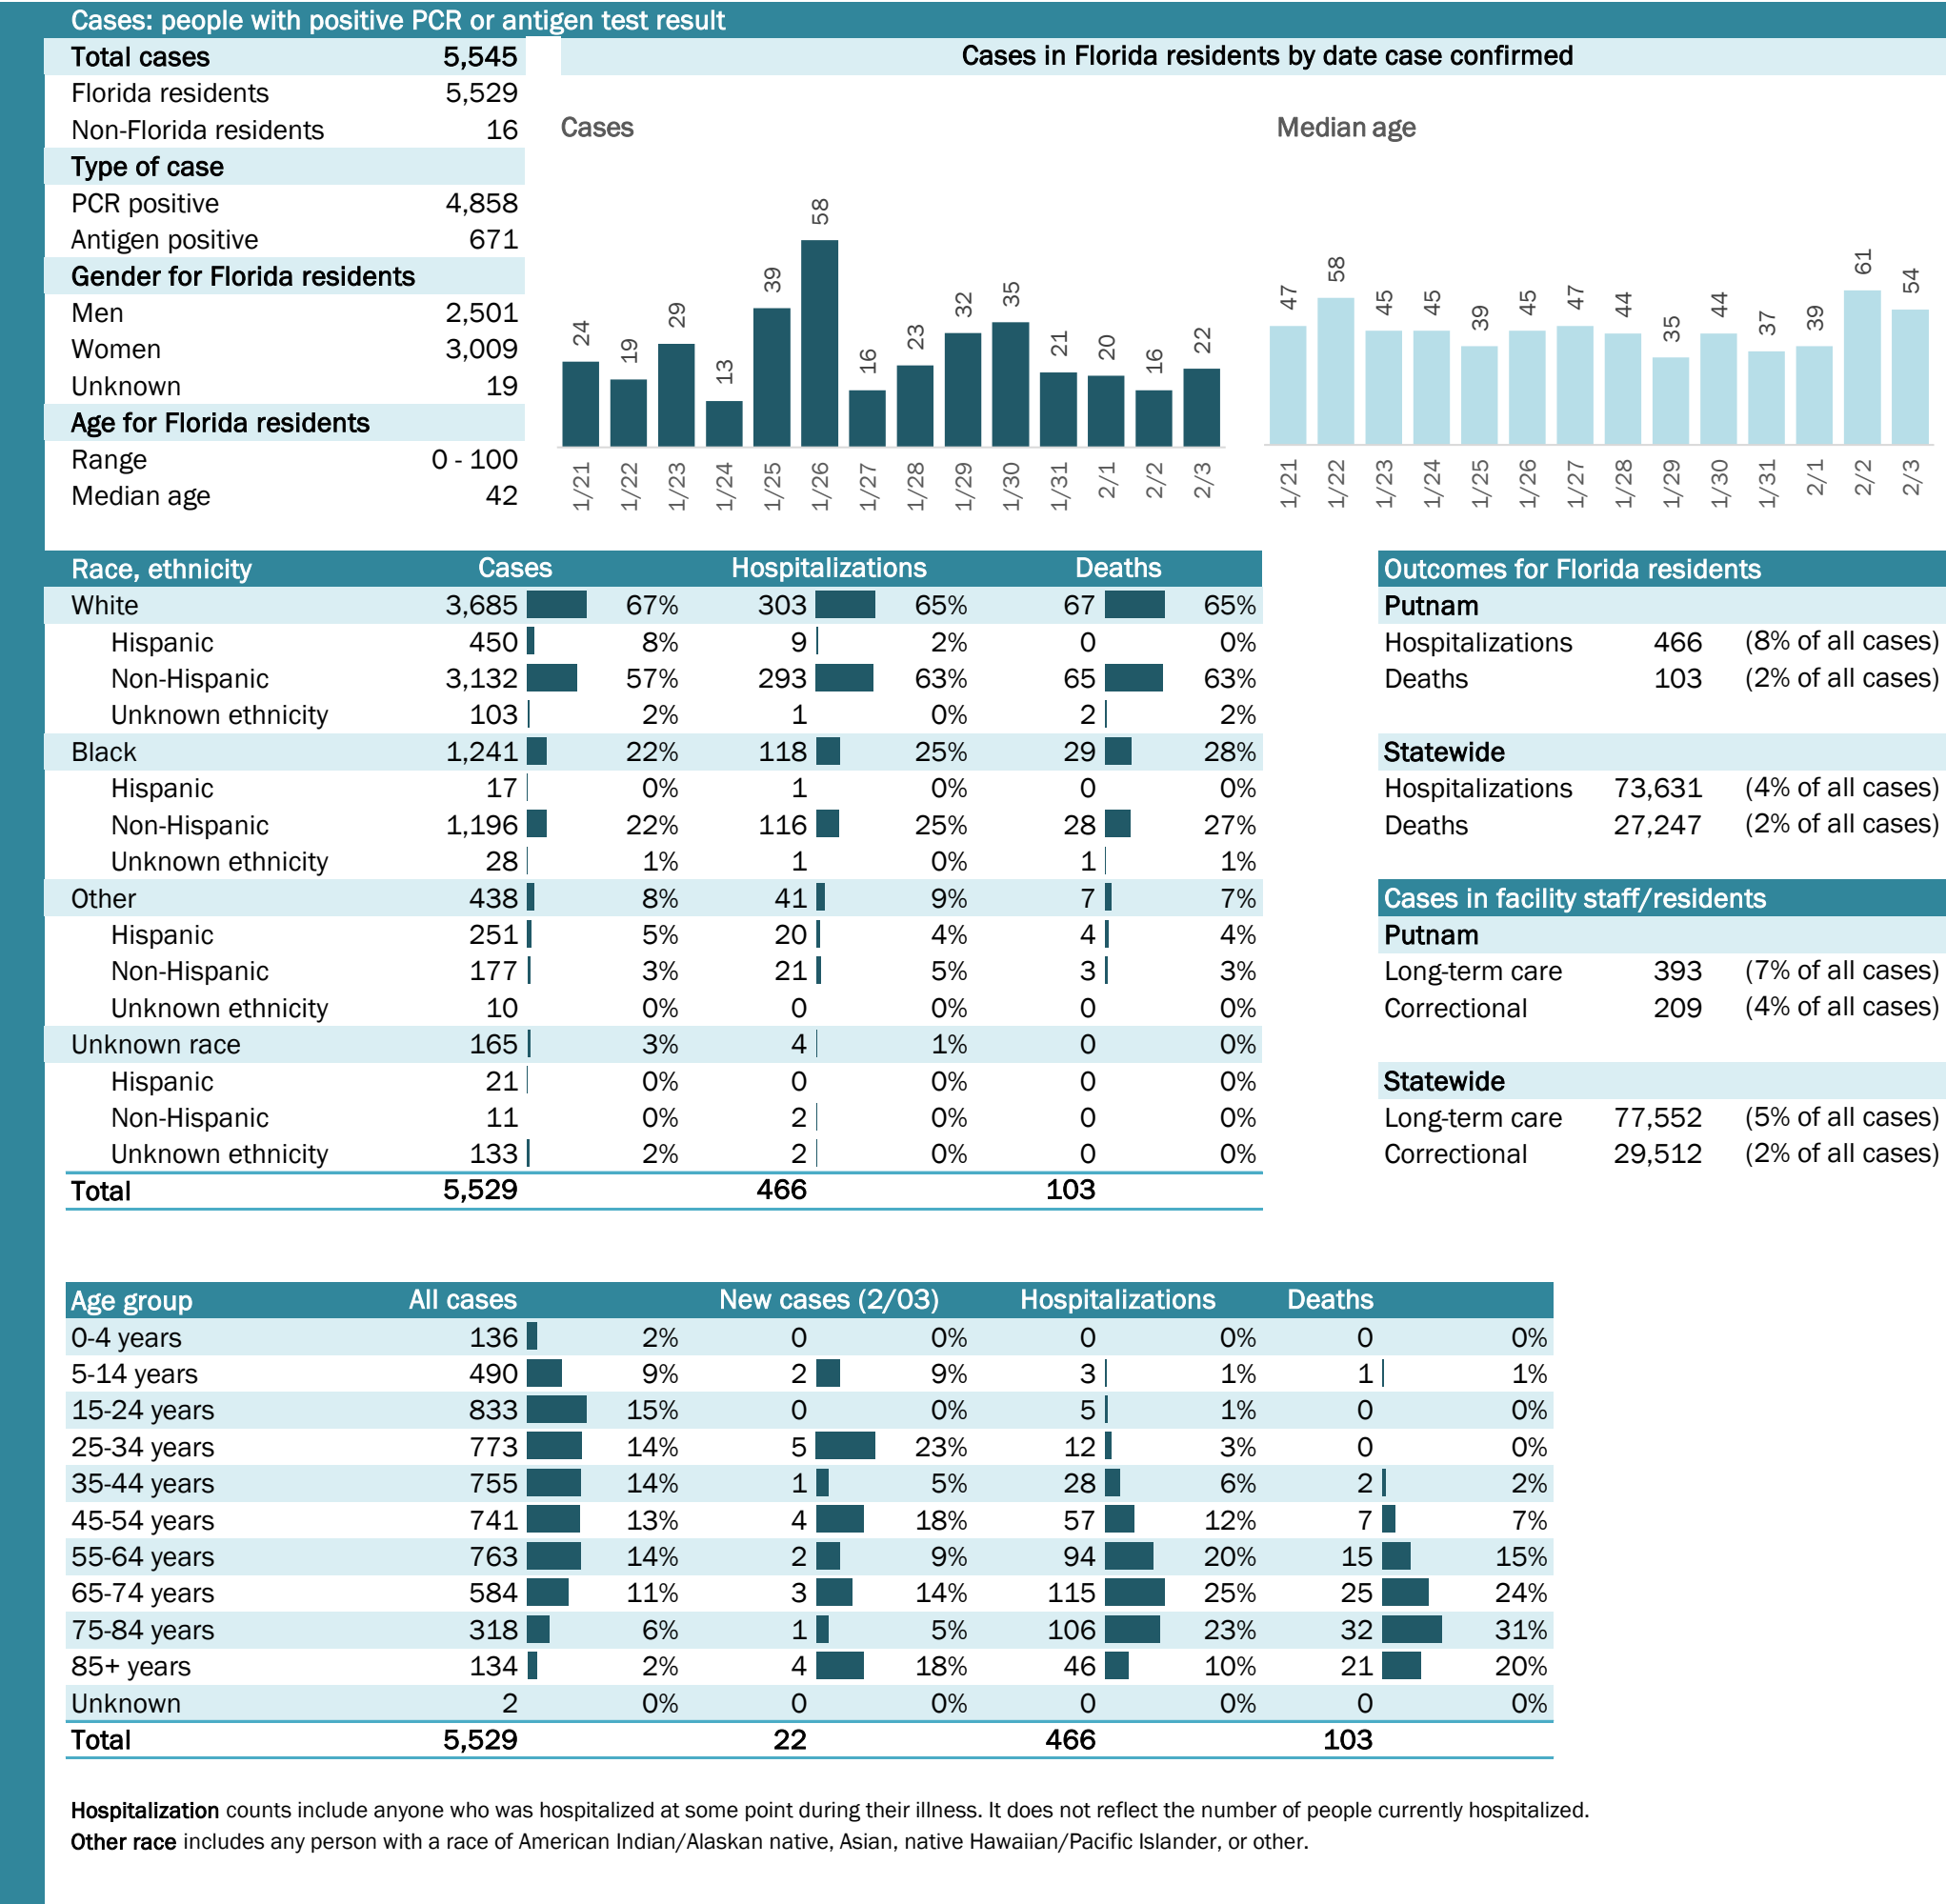 Cases: people with positive PCR or antigen test result
Total cases 5,545
Florida residents 5,529
Non-Florida residents 16
Type of case
PCR positive 4,858
Antigen positive 671
Gender for Florida residents
Men 2,501
Women 3,009
Unknown 19
Age for Florida residents
Range 0 - 100
Median age 42
Cases in Florida residents by date case confirmed
Cases
24 19 29 13 39 58 16 23 32 35 21 20 16 22
1/21 1/22 1/23 1/24 1/25 1/26 1/27 1/28 1/29 1/30 1/31 2/1 2/2 2/3
Median age
47 58 45 45 39 45 47 44 35 44 37 39 61 54
1/21 1/22 1/23 1/24 1/25 1/26 1/27 1/28 1/29 1/30 1/31 2/1 2/2 2/3
Race, ethnicity Cases Hospitalizations Deaths
White 3,685 67% 303 65% 67 65%
Hispanic 450 8% 9 2% 0 0%
Non-Hispanic 3,132 57% 293 63% 65 63%
Unknown ethnicity 103 2% 1 0% 2 2%
Black 1,241 22% 118 25% 29 28%
Hispanic 17 0% 1 0% 0 0%
Non-Hispanic 1,196 22% 116 25% 28 27%
Unknown ethnicity 28 1% 1 0% 1 1%
Other 438 8% 41 9% 7 7%
Hispanic 251 5% 20 4% 4 4%
Non-Hispanic 177 3% 21 5% 3 3%
Unknown ethnicity 10 0% 0 0% 0 0%
Unknown race 165 3% 4 1% 0 0%
Hispanic 21 0% 0 0% 0 0%
Non-Hispanic 11 0% 2 0% 0 0%
Unknown ethnicity 133 2% 2 0% 0 0%
Total 5,529 466 103
Outcomes for Florida residents
Putnam
Hospitalizations 466 (8% of all cases)
Deaths 103 (2% of all cases)
Statewide
Hospitalizations 73,631 (4% of all cases)
Deaths 27,247 (2% of all cases)
Cases in facility staff/residents
Putnam
Long-term care 393 (7% of all cases)
Correctional 209 (4% of all cases)
Statewide
Long-term care 77,552 (5% of all cases)
Correctional 29,512 (2% of all cases)
Age group All cases New cases (2/03) Hospitalizations Deaths
0-4 years 136 2% 0 0% 0 0% 0 0%
5-14 years 490 9% 2 9% 3 1% 1 1%
15-24 years 833 15% 0 0% 5 1% 0 0%
25-34 years 773 14% 5 23% 12 3% 0 0%
35-44 years 755 14% 1 5% 28 6% 2 2%
45-54 years 741 13% 4 18% 57 12% 7 7%
55-64 years 763 14% 2 9% 94 20% 15 15%
65-74 years 584 11% 3 14% 115 25% 25 24%
75-84 years 318 6% 1 5% 106 23% 32 31%
85+ years 134 2% 4 18% 46 10% 21 20%
Unknown 2 0% 0 0% 0 0% 0 0%
Total 5,529 22 466 103
Hospitalization counts include anyone who was hospitalized at some point during their illness. It does not reflect the number of people currently hospitalized.
Other race includes any person with a race of American Indian/Alaskan native, Asian, native Hawaiian/Pacific Islander, or other.